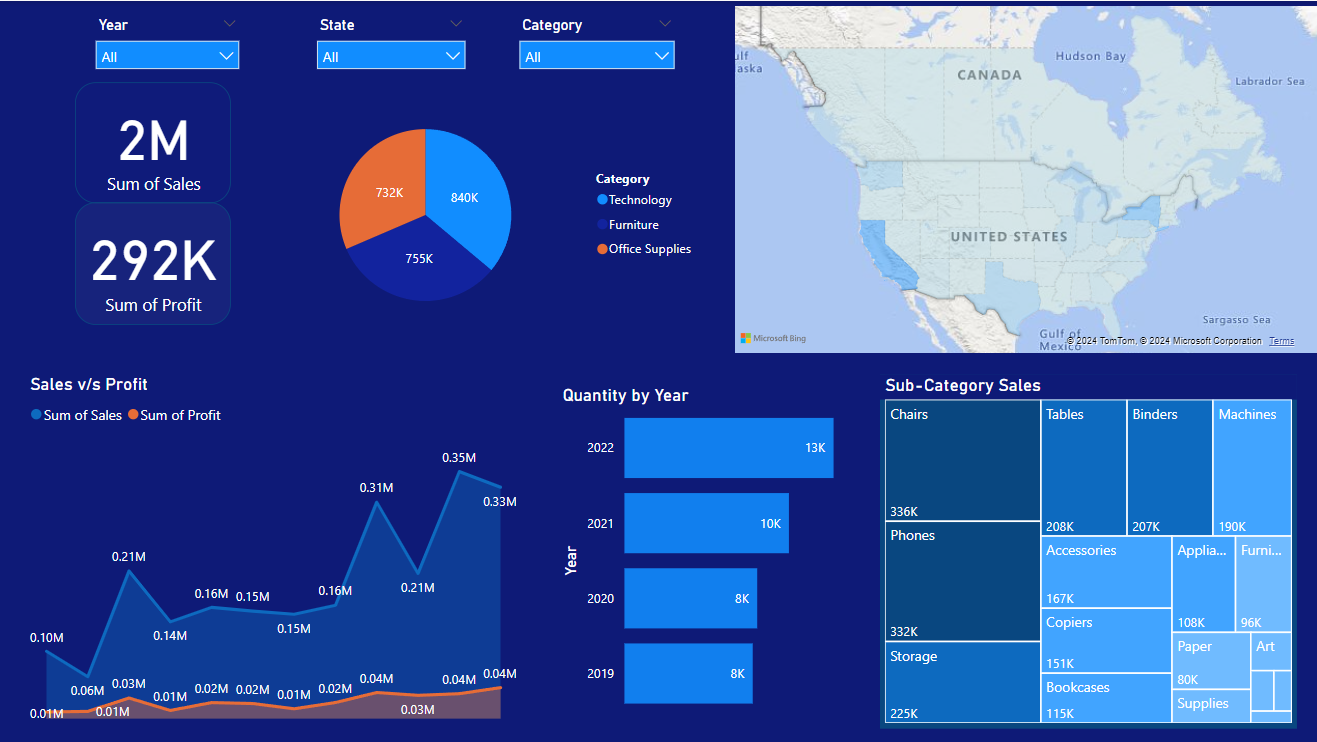 Year
State
Category
All
All
All
2M
Sum of Sales
292K
Sum of Profit
732K
840K
755K
Category
Technology
Furniture
Office Supplies
CANADA
Hudson Bay
Labrador Sea
UNITED STATES
Sargasso Sea
Gulf of
Mexico
Microsoft Bing
© 2024 TomTom, © 2024 Microsoft Corporation Terms
Sales v/s Profit
Sum of Sales Sum of Profit
0.10M
0.06M
0.21M
0.14M
0.16M
0.15M
0.15M
0.16M
0.31M
0.21M
0.35M
0.33M
0.01M
0.01M
0.03M
0.01M
0.02M
0.02M
0.01M
0.02M
0.04M
0.03M
0.04M
0.04M
Quantity by Year
Year
2022
13K
2021
10K
2020
8K
2019
8K
Sub-Category Sales
Chairs
336K
Phones
332K
Storage
225K
Tables
208K
Binders
207K
Machines
190K
Accessories
167K
Copiers
151K
Bookcases
115K
Applia...
108K
Furni...
96K
Paper
80K
Supplies
Art